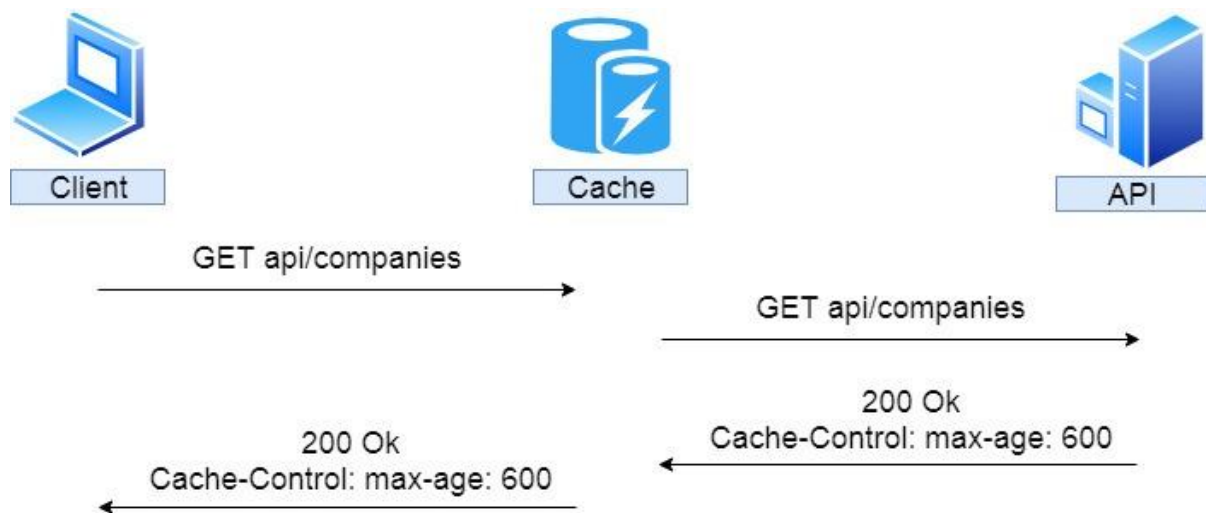 Client
Cache
API
GET api/companies
GET api/companies
200 Ok
Cache-Control: max-age: 600
200 Ok
Cache-Control: max-age: 600